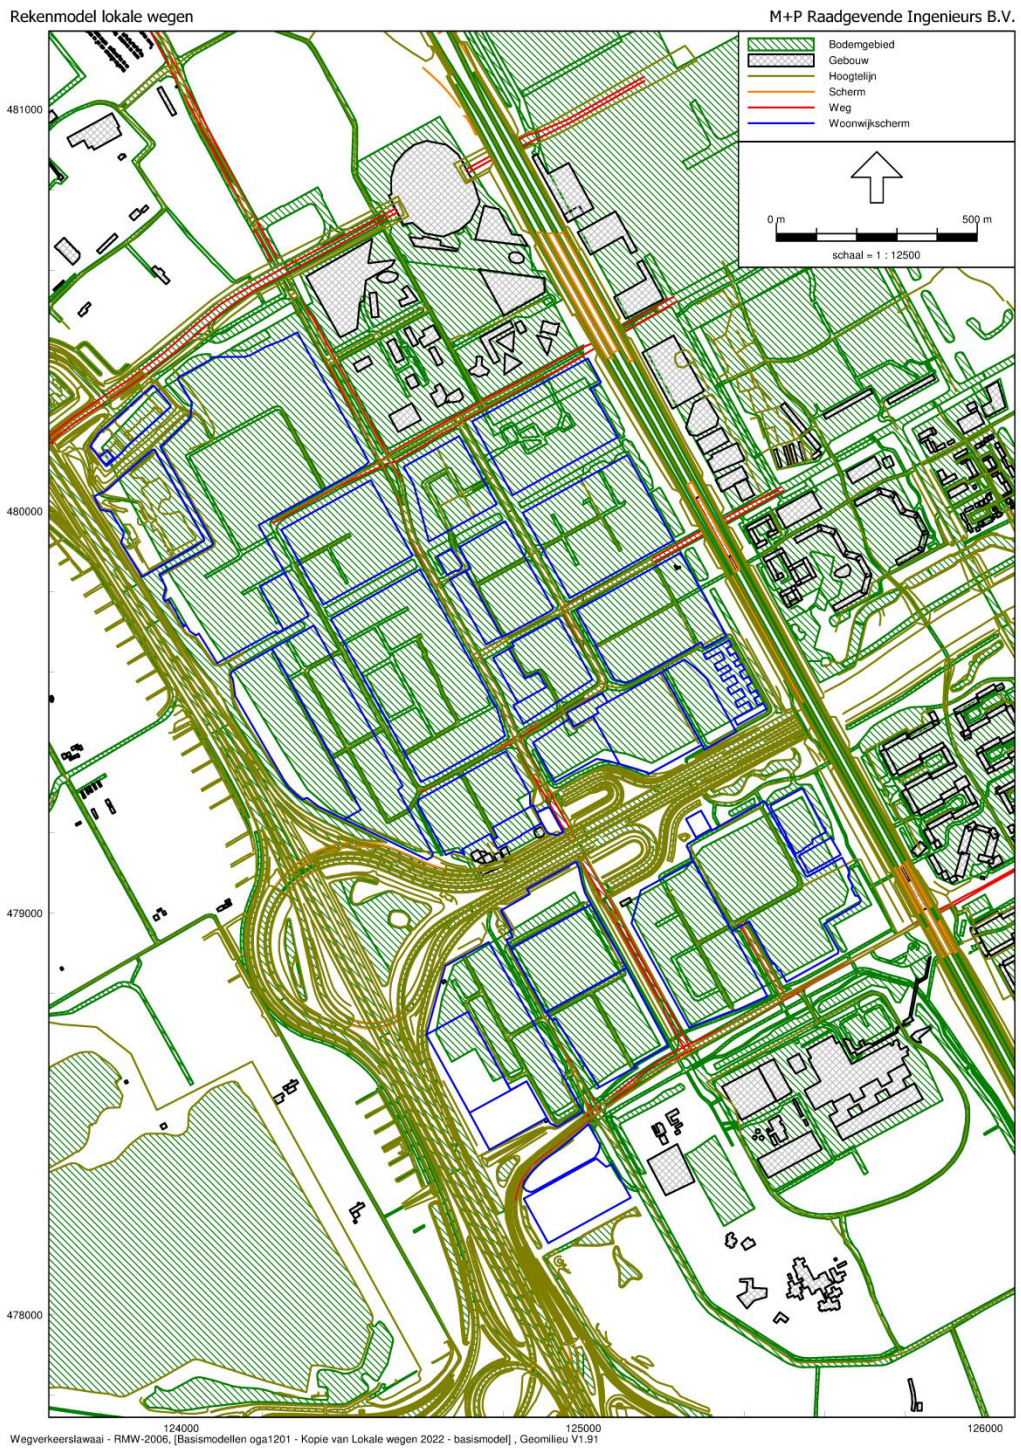 Rekenmodel lokale wegen
M+P Raadgevende Ingenieurs B.V.
Bodemgebied
Gebouw
Hoogtelijn
Scherm
Weg
Woonwijkscherm
0 m
500 m
schaal = 1 : 12500
481000
480000
479000
478000
124000
125000
126000
Wegverkeerslawaai - RMW-2006, [Basismodellen oga1201 - Kopie van Lokale wegen 2022 - basismodel] , Geomilieu V1.91